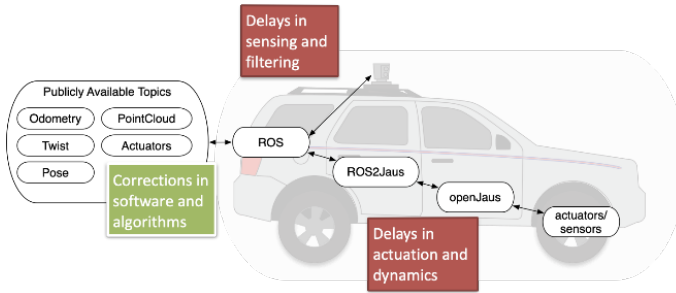 Delays in
sensing and
filtering
Publicly Available Topics
Odometry
PointCloud
Twist
Actuators
Pose
Corrections in
software and
algorithms
ROS
ROS2Jaus
openJaus
actuators/
sensors
Delays in
actuation and
dynamics